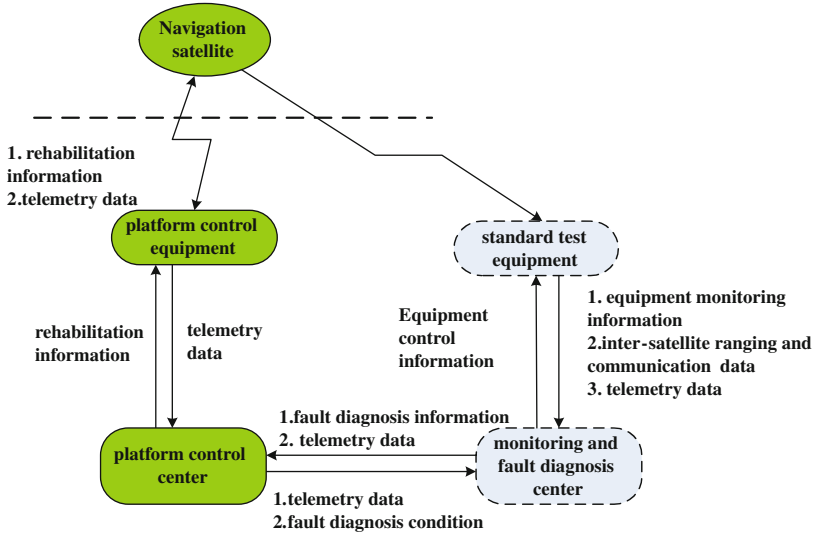 Navigation
satellite
1. rehabilitation
information
2.telemetry data
platform control
equipment
standard test
equipment
rehabilitation
information
telemetry
data
Equipment
control
information
1. equipment monitoring
information
2.inter-satellite ranging and
communication data
3. telemetry data
1.fault diagnosis information
2. telemetry data
platform control
center
monitoring and
fault diagnosis
center
1.telemetry data
2.fault diagnosis condition